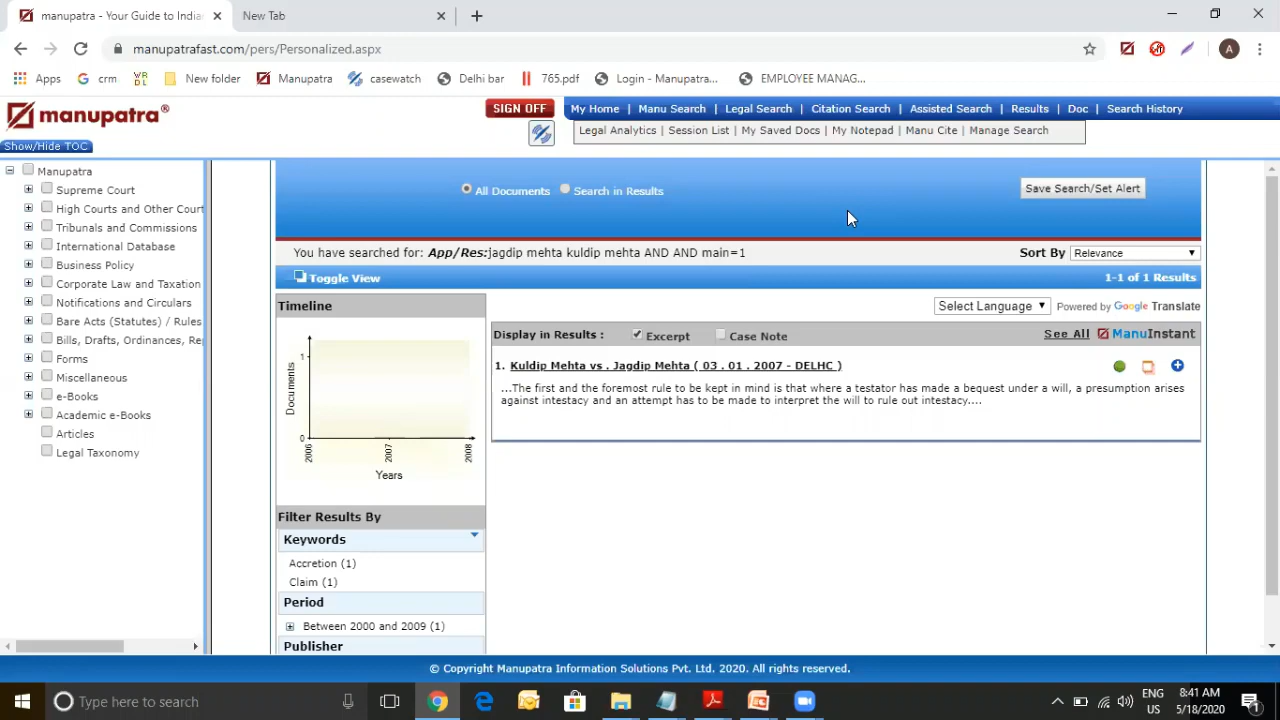 manupatra - Your Guide to India
New Tab
manupatrafast.com/pers/Personalized.aspx
A
Apps
crm
New folder
Manupatra
casewatch
Delhi bar
765.pdf
Login - Manupatra...
EMPLOYEE MANAG...
manupatra®
SIGN OFF
My Home | Manu Search | Legal Search | Citation Search | Assisted Search | Results | Doc | Search History
Legal Analytics | Session List | My Saved Docs | My Notepad | Manu Cite | Manage Search
Show/Hide TOC
Manupatra
Supreme Court
High Courts and Other Court
Tribunals and Commissions
International Database
Business Policy
Corporate Law and Taxation
Notifications and Circulars
Bare Acts (Statutes) / Rules
Bills, Drafts, Ordinances, Re
Forms
Miscellaneous
e-Books
Academic e-Books
Articles
Legal Taxonomy
All Documents
Search in Results
Save Search/Set Alert
You have searched for: App/Res:jagdip mehta kuldip mehta AND AND main=1
Sort By
Relevance
Toggle View
1-1 of 1 Results
Timeline
Documents
1
0
2006
2007
2008
Years
Filter Results By
Keywords
Accretion (1)
Claim (1)
Period
Between 2000 and 2009 (1)
Publisher
Select Language
Powered by Google Translate
Display in Results :
Excerpt
Case Note
See All
ManuInstant
1. Kuldip Mehta vs . Jagdip Mehta ( 03 . 01 . 2007 - DELHC )
...The first and the foremost rule to be kept in mind is that where a testator has made a bequest under a will, a presumption arises
against intestacy and an attempt has to be made to interpret the will to rule out intestacy....
© Copyright Manupatra Information Solutions Pvt. Ltd. 2020. All rights reserved.
Type here to search
ENG
US
8:41 AM
5/18/2020
1